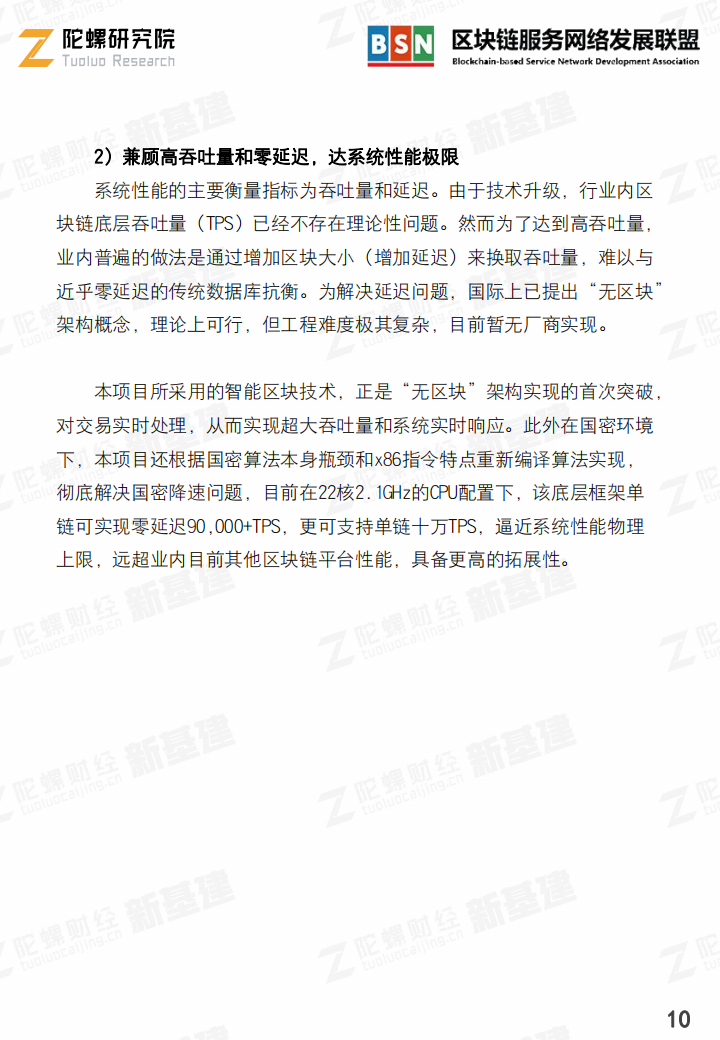 陀螺研究院
Tuoluo Research
BSN
区块链服务网络发展联盟
Blockchain-based Service Network Development Association
2）兼顾高吞吐量和零延迟，达系统性能极限
系统性能的主要衡量指标为吞吐量和延迟。由于技术升级，行业内区
块链底层吞吐量（TPS）已经不存在理论性问题。然而为了达到高吞吐量，
业内普遍的做法是通过增加区块大小（增加延迟）来换取吞吐量，难以与
近乎零延迟的传统数据库抗衡。为解决延迟问题，国际上已提出“无区块”
架构概念，理论上可行，但工程难度极其复杂，目前暂无厂商实现。
本项目所采用的智能区块技术，正是“无区块”架构实现的首次突破，
对交易实时处理，从而实现超大吞吐量和系统实时响应。此外在国密环境
下，本项目还根据国密算法本身瓶颈和x86指令特点重新编译算法实现，
彻底解决国密降速问题，目前在22核2.1GHz的CPU配置下，该底层框架单
链可实现零延迟90,000+TPS，更可支持单链十万TPS，逼近系统性能物理
上限，远超业内目前其他区块链平台性能，具备更高的拓展性。
陀螺财经 新基建
tuoluocaijing.cn
10